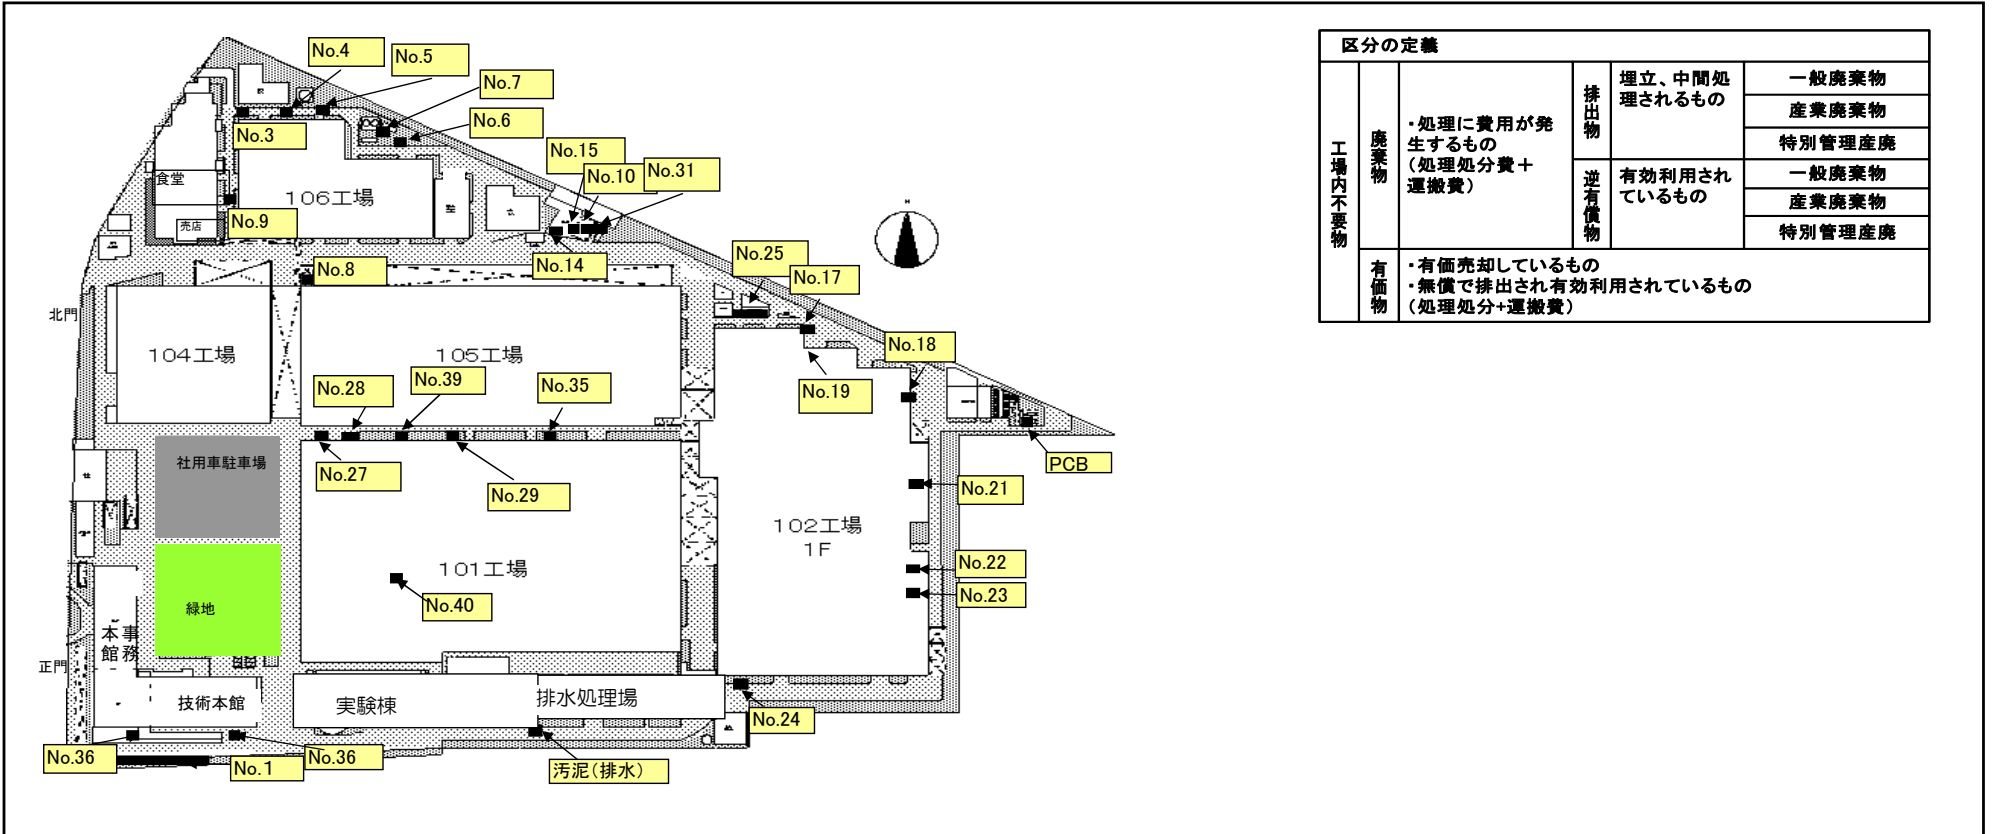 No.4
No.5
No.7
No.3
No.6
No.15
No.10
No.31
食堂
106工場
売店
No.9
No.14
No.25
No.8
No.17
北門
104工場
105工場
No.18
No.28
No.39
No.35
No.19
社用車駐車場
No.27
No.29
PCB
No.21
102工場
1F
101工場
No.22
No.40
No.23
緑地
事務
本館
正門
技術本館
実験棟
排水処理場
No.24
No.36
No.1
No.36
汚泥(排水)
区分の定義
工場内不要物
廃棄物
・処理に費用が発
生するもの
(処理処分費+
運搬費)
排出物
埋立、中間処
理されるもの
一般廃棄物
産業廃棄物
特別管理産廃
逆有償物
有効利用され
ているもの
一般廃棄物
産業廃棄物
特別管理産廃
有価物
・有価売却しているもの
・無償で排出され有効利用されているもの
(処理処分+運搬費)